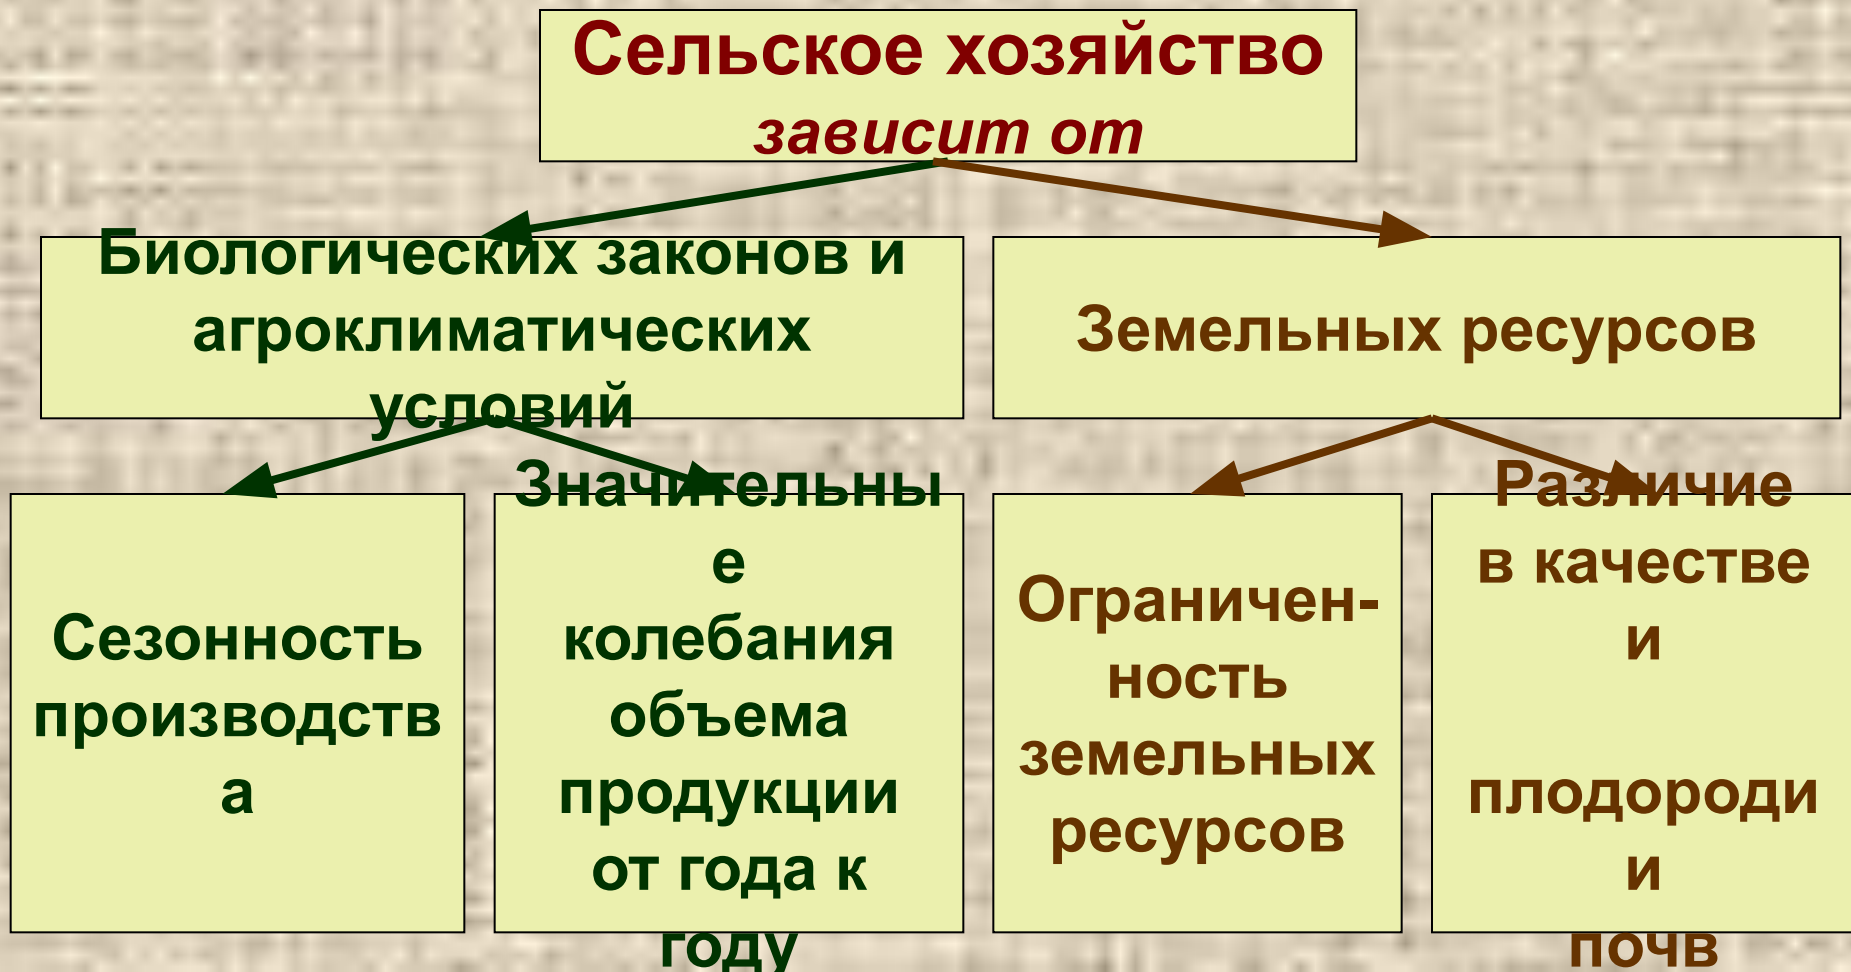 Сельское хозяйство
зависит от
Биологических законов и
агроклиматических
условий
Земельных ресурсов
Сезонность
производств
а
Значительны
е
колебания
объема
продукции
от года к
году
Ограничен-
ность
земельных
ресурсов
Различие
в качестве
и
плодороди
и
почв